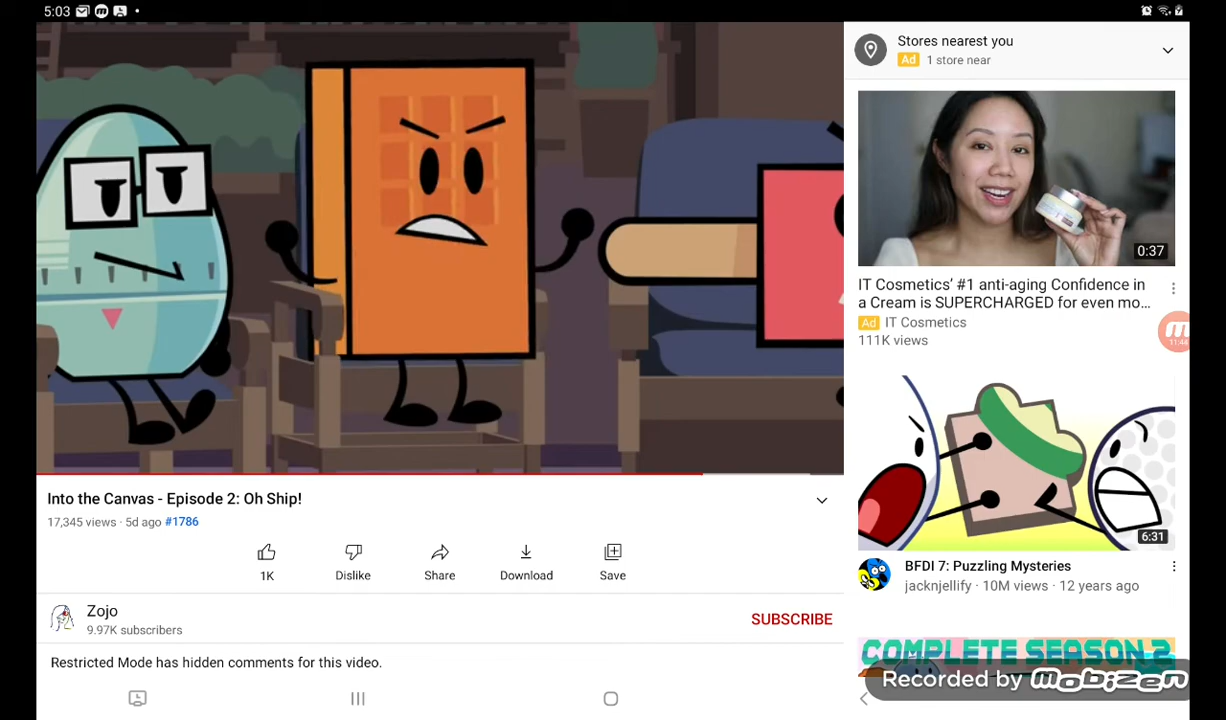 5:03
Stores nearest you
Ad 1 store near
0:37
IT Cosmetics' #1 anti-aging Confidence in
a Cream is SUPERCHARGED for even mo...
Ad IT Cosmetics
111K views
11:44
6:31
BFDI 7: Puzzling Mysteries
jacknjellify · 10M views · 12 years ago
COMPLETE SEASON 2
Into the Canvas - Episode 2: Oh Ship!
17,345 views · 5d ago #1786
1K Dislike Share Download Save
Zojo
9.97K subscribers
SUBSCRIBE
Restricted Mode has hidden comments for this video.
Recorded by mobizen